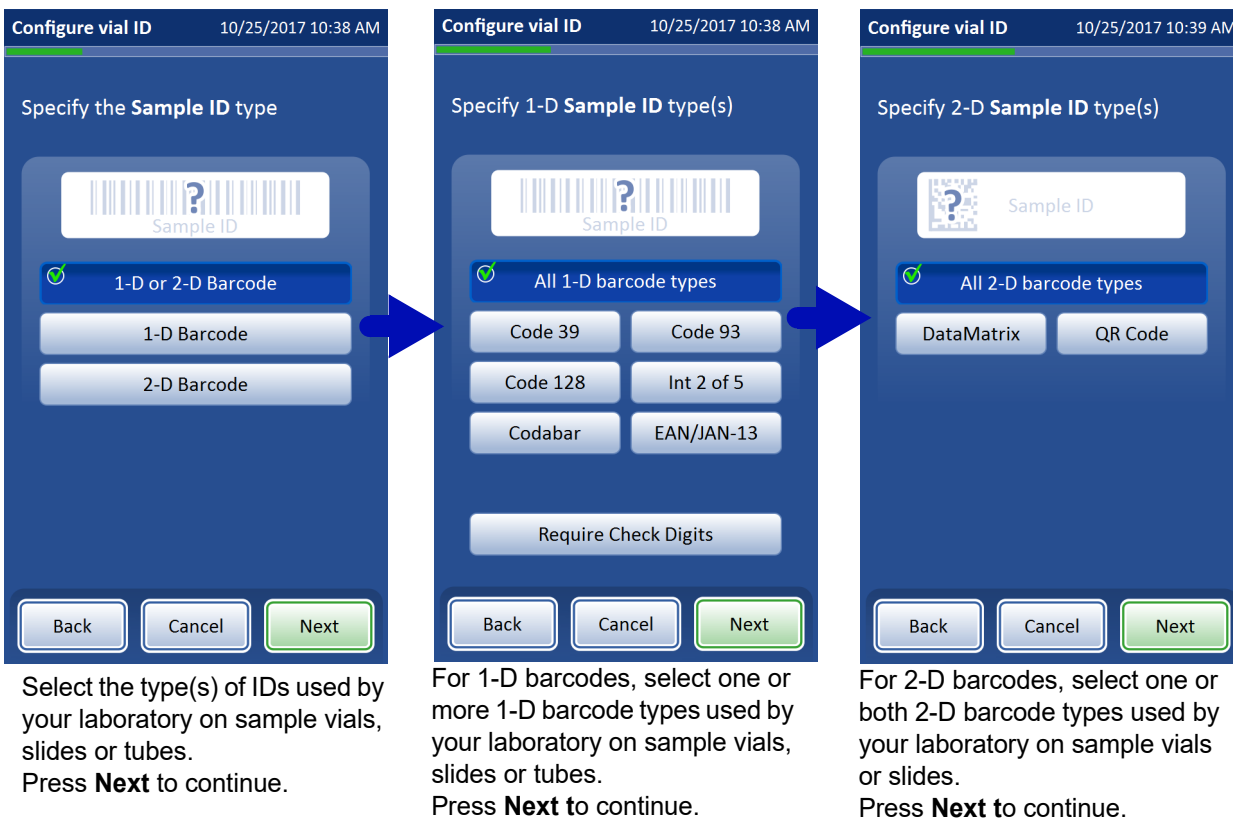 Configure vial ID 10/25/2017 10:38 AM
Specify the Sample ID type
?
Sample ID
1-D or 2-D Barcode
1-D Barcode
2-D Barcode
Back Cancel Next
Select the type(s) of IDs used by
your laboratory on sample vials,
slides or tubes.
Press Next to continue.
Configure vial ID 10/25/2017 10:38 AM
Specify 1-D Sample ID type(s)
?
Sample ID
All 1-D barcode types
Code 39 Code 93
Code 128 Int 2 of 5
Codabar EAN/JAN-13
Require Check Digits
Back Cancel Next
For 1-D barcodes, select one or
more 1-D barcode types used by
your laboratory on sample vials,
slides or tubes.
Press Next to continue.
Configure vial ID 10/25/2017 10:39 AM
Specify 2-D Sample ID type(s)
? Sample ID
All 2-D barcode types
DataMatrix QR Code
Back Cancel Next
For 2-D barcodes, select one or
both 2-D barcode types used by
your laboratory on sample vials
or slides.
Press Next to continue.